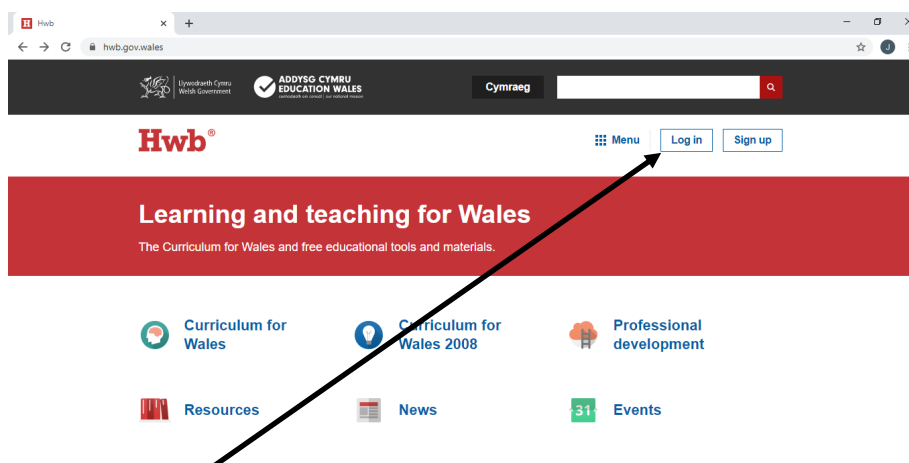 Hwb
hwb.gov.wales
J
Llywodraeth Cymru
Welsh Government
ADDYSG CYMRU
EDUCATION WALES
Cymraeg
Hwb®
Menu
Log in
Sign up
Learning and teaching for Wales
The Curriculum for Wales and free educational tools and materials.
Curriculum for
Wales
Curriculum for
Wales 2008
Professional
development
Resources
News
31
Events